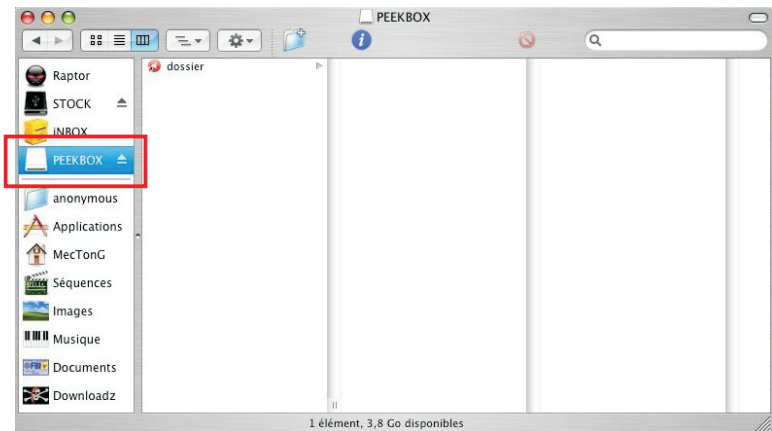 PEEKBOX
Raptor
dossier
STOCK
iNBOX
PEEKBOX
anonymous
Applications
MecTonG
Séquences
Images
Musique
Documents
Downloadz
1 élément, 3,8 Go disponibles